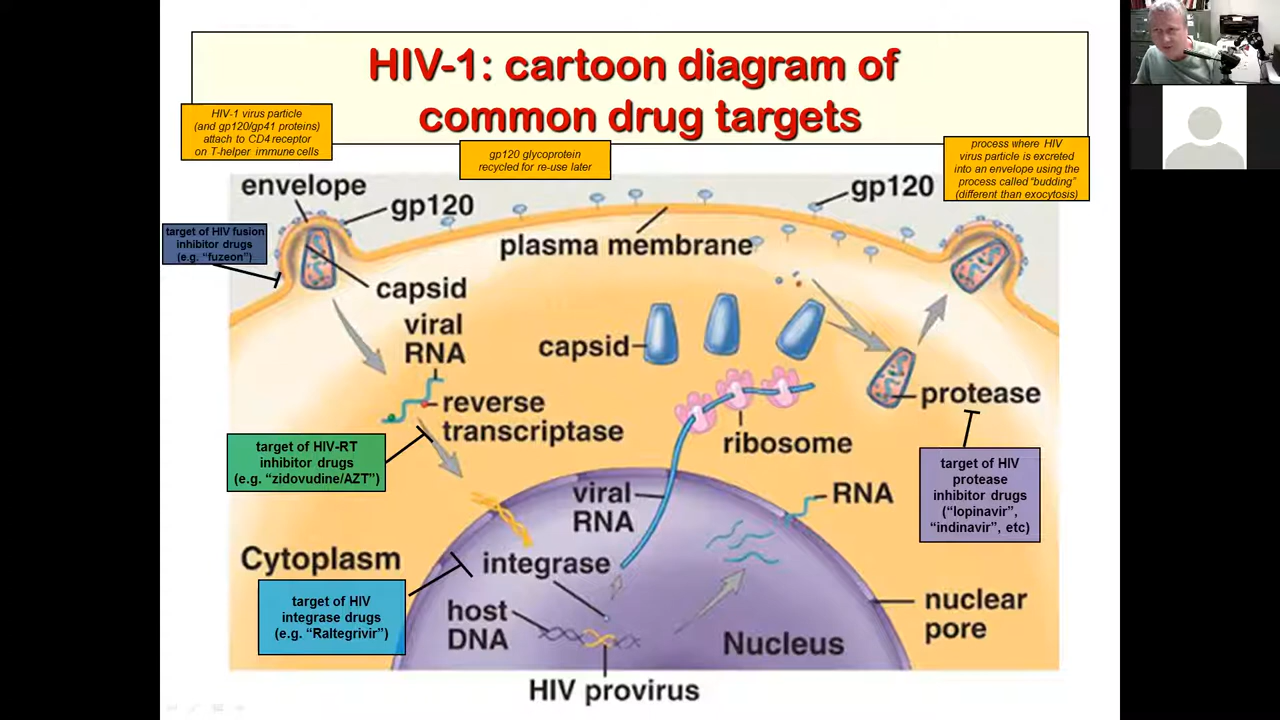 HIV-1: cartoon diagram of
common drug targets
HIV-1 virus particle
(and gp120/gp41 proteins)
attach to CD4 receptor
on T-helper immune cells
gp120 glycoprotein
recycled for re-use later
process where HIV
virus particle is excreted
into an envelope using the
process called “budding”
(different than exocytosis)
envelope
gp120
gp120
target of HIV fusion
inhibitor drugs
(e.g. “fuzeon”)
plasma membrane
capsid
viral
RNA
capsid
reverse
transcriptase
protease
ribosome
target of HIV-RT
inhibitor drugs
(e.g. “zidovudine/AZT”)
target of HIV
protease
inhibitor drugs
(“lopinavir”,
“indinavir”, etc)
viral
RNA
RNA
Cytoplasm
integrase
target of HIV
integrase drugs
(e.g. “Raltegrivir”)
host
DNA
Nucleus
nuclear
pore
HIV provirus